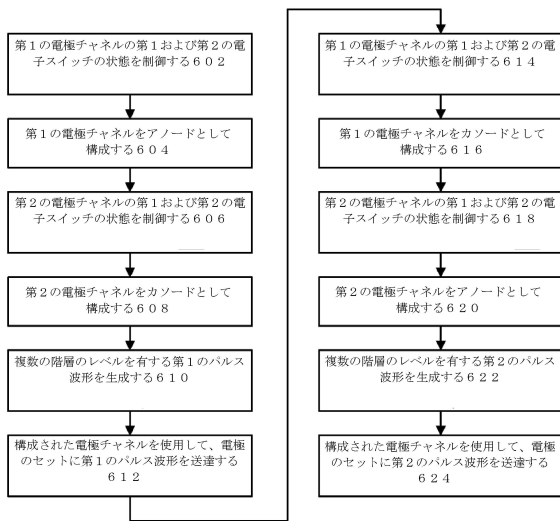 第１の電極チャネルの第１および第２の電
子スイッチの状態を制御する６０２
第１の電極チャネルをアノードとして
構成する６０４
第２の電極チャネルの第１および第２の電
子スイッチの状態を制御する６０６
第２の電極チャネルをカソードとして
構成する６０８
複数の階層のレベルを有する第１のパルス
波形を生成する６１０
構成された電極チャネルを使用して、電極
のセットに第１のパルス波形を送達する
６１２
第１の電極チャネルの第１および第２の電
子スイッチの状態を制御する６１４
第１の電極チャネルをカソードとして
構成する６１６
第２の電極チャネルの第１および第２の電
子スイッチの状態を制御する６１８
第２の電極チャネルをアノードとして
構成する６２０
複数の階層のレベルを有する第２のパルス
波形を生成する６２２
構成された電極チャネルを使用して、電極
のセットに第２のパルス波形を送達する
６２４